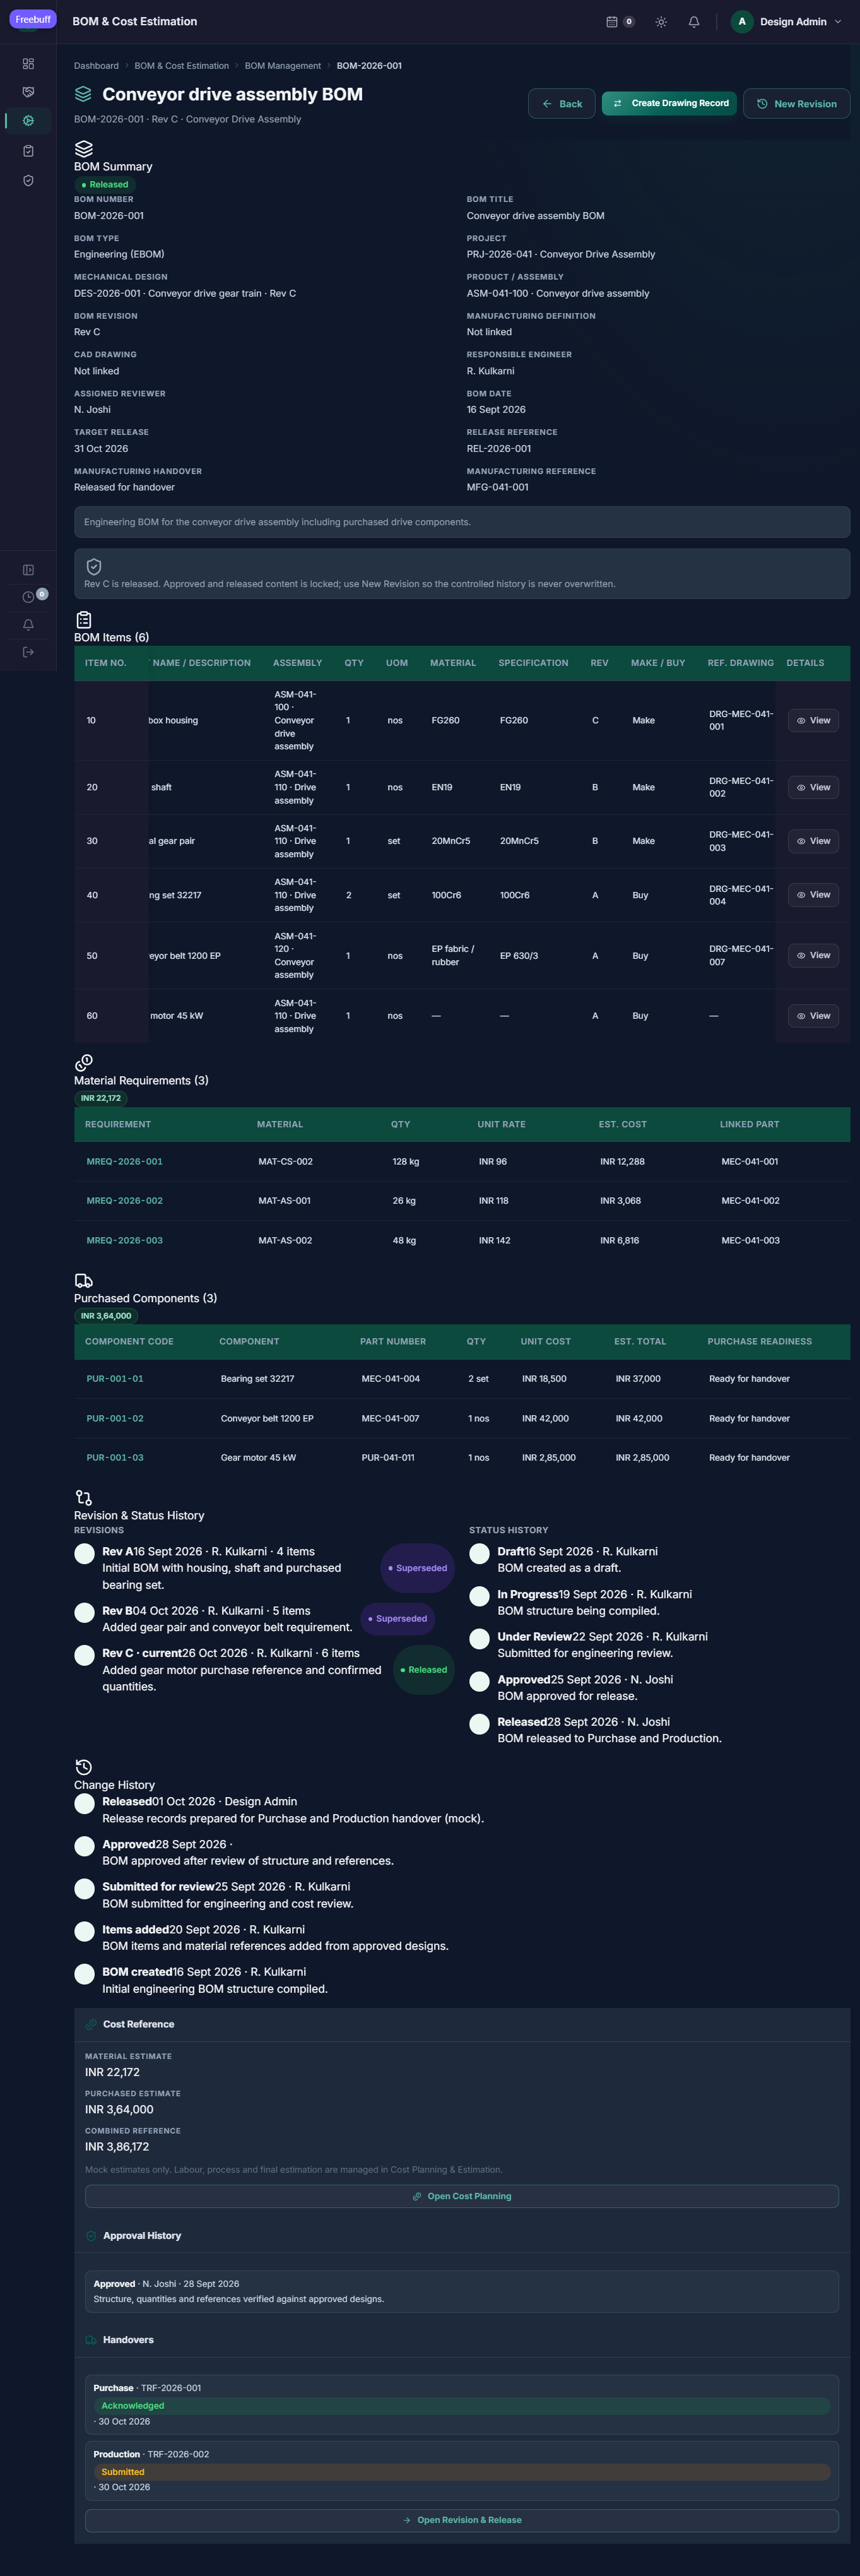 Freebuff
BOM & Cost Estimation
0
A
Design Admin
Dashboard
BOM & Cost Estimation
BOM Management
BOM-2026-001
Conveyor drive assembly BOM
BOM-2026-001 · Rev C · Conveyor Drive Assembly
Back
Create Drawing Record
New Revision
0
BOM Summary
Released
BOM NUMBER
BOM-2026-001
BOM TITLE
Conveyor drive assembly BOM
BOM TYPE
Engineering (EBOM)
PROJECT
PRJ-2026-041 · Conveyor Drive Assembly
MECHANICAL DESIGN
DES-2026-001 · Conveyor drive gear train · Rev C
PRODUCT / ASSEMBLY
ASM-041-100 · Conveyor drive assembly
BOM REVISION
Rev C
MANUFACTURING DEFINITION
Not linked
CAD DRAWING
Not linked
RESPONSIBLE ENGINEER
R. Kulkarni
ASSIGNED REVIEWER
N. Joshi
BOM DATE
16 Sept 2026
TARGET RELEASE
31 Oct 2026
RELEASE REFERENCE
REL-2026-001
MANUFACTURING HANDOVER
Released for handover
MANUFACTURING REFERENCE
MFG-041-001
Engineering BOM for the conveyor drive assembly including purchased drive components.
Rev C is released. Approved and released content is locked; use New Revision so the controlled history is never overwritten.
BOM Items (6)
ITEM NO. NAME / DESCRIPTION ASSEMBLY QTY UOM MATERIAL SPECIFICATION REV MAKE / BUY REF. DRAWING DETAILS
10 box housing ASM-041-100 · Conveyor drive assembly 1 nos FG260 FG260 C Make DRG-MEC-041-001 View
20 shaft ASM-041-110 · Drive assembly 1 nos EN19 EN19 B Make DRG-MEC-041-002 View
30 al gear pair ASM-041-110 · Drive assembly 1 set 20MnCr5 20MnCr5 B Make DRG-MEC-041-003 View
40 ng set 32217 ASM-041-110 · Drive assembly 2 set 100Cr6 100Cr6 A Buy DRG-MEC-041-004 View
50 eyor belt 1200 EP ASM-041-120 · Conveyor assembly 1 nos EP fabric / rubber EP 630/3 A Buy DRG-MEC-041-007 View
60 motor 45 kW ASM-041-110 · Drive assembly 1 nos — — A Buy — View
Material Requirements (3)
INR 22,172
REQUIREMENT MATERIAL QTY UNIT RATE EST. COST LINKED PART
MREQ-2026-001 MAT-CS-002 128 kg INR 96 INR 12,288 MEC-041-001
MREQ-2026-002 MAT-AS-001 26 kg INR 118 INR 3,068 MEC-041-002
MREQ-2026-003 MAT-AS-002 48 kg INR 142 INR 6,816 MEC-041-003
Purchased Components (3)
INR 3,64,000
COMPONENT CODE COMPONENT PART NUMBER QTY UNIT COST EST. TOTAL PURCHASE READINESS
PUR-001-01 Bearing set 32217 MEC-041-004 2 set INR 18,500 INR 37,000 Ready for handover
PUR-001-02 Conveyor belt 1200 EP MEC-041-007 1 nos INR 42,000 INR 42,000 Ready for handover
PUR-001-03 Gear motor 45 kW PUR-041-011 1 nos INR 2,85,000 INR 2,85,000 Ready for handover
Revision & Status History
REVISIONS
Rev A16 Sept 2026 · R. Kulkarni · 4 items
Initial BOM with housing, shaft and purchased
bearing set.
Superseded
Rev B04 Oct 2026 · R. Kulkarni · 5 items
Added gear pair and conveyor belt requirement.
Superseded
Rev C · current26 Oct 2026 · R. Kulkarni · 6 items
Added gear motor purchase reference and confirmed
quantities.
Released
STATUS HISTORY
Draft16 Sept 2026 · R. Kulkarni
BOM created as a draft.
In Progress19 Sept 2026 · R. Kulkarni
BOM structure being compiled.
Under Review22 Sept 2026 · R. Kulkarni
Submitted for engineering review.
Approved25 Sept 2026 · N. Joshi
BOM approved for release.
Released28 Sept 2026 · N. Joshi
BOM released to Purchase and Production.
Change History
Released01 Oct 2026 · Design Admin
Release records prepared for Purchase and Production handover (mock).
Approved28 Sept 2026 ·
BOM approved after review of structure and references.
Submitted for review25 Sept 2026 · R. Kulkarni
BOM submitted for engineering and cost review.
Items added20 Sept 2026 · R. Kulkarni
BOM items and material references added from approved designs.
BOM created16 Sept 2026 · R. Kulkarni
Initial engineering BOM structure compiled.
Cost Reference
MATERIAL ESTIMATE
INR 22,172
PURCHASED ESTIMATE
INR 3,64,000
COMBINED REFERENCE
INR 3,86,172
Mock estimates only. Labour, process and final estimation are managed in Cost Planning & Estimation.
Open Cost Planning
Approval History
Approved · N. Joshi · 28 Sept 2026
Structure, quantities and references verified against approved designs.
Handovers
Purchase · TRF-2026-001
Acknowledged
· 30 Oct 2026
Production · TRF-2026-002
Submitted
· 30 Oct 2026
Open Revision & Release